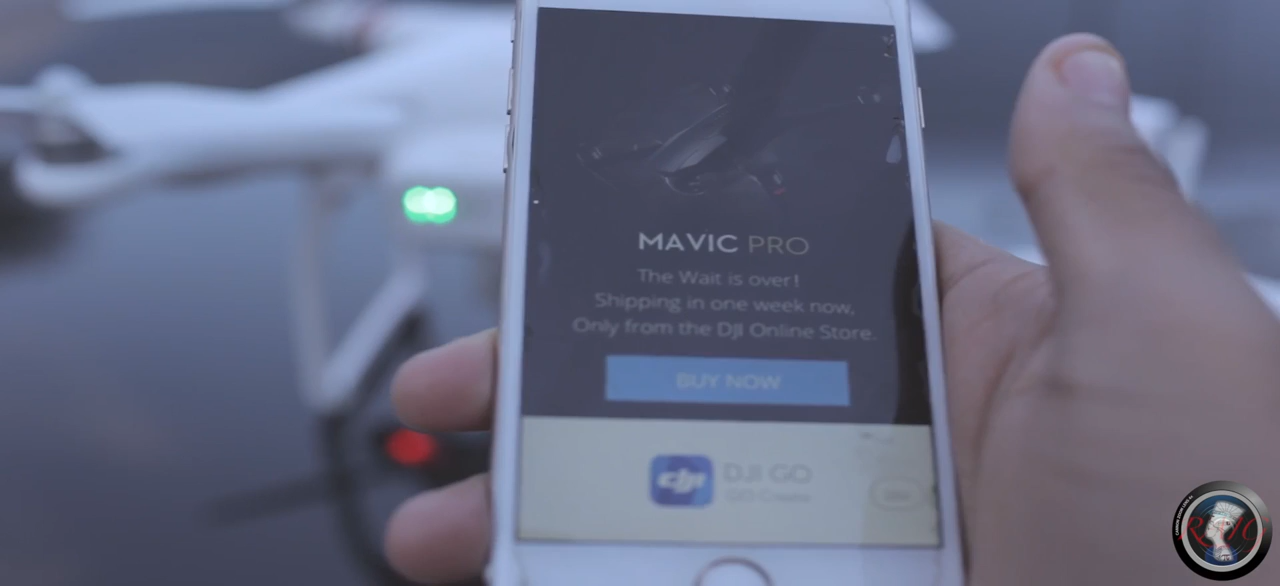 MAVIC PRO
The Wait is over!
Shipping in one week now,
Only from the DJI Online Store.
BUY NOW
dji DJI GO